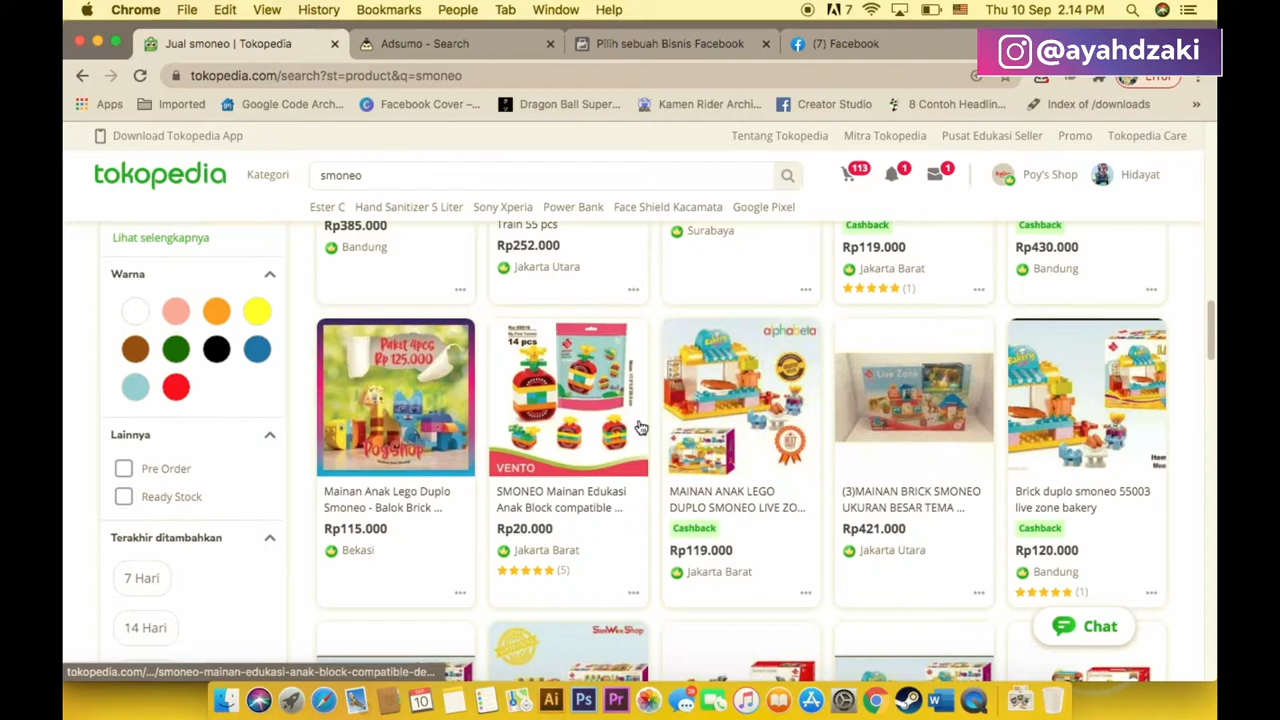 Chrome File Edit View History Bookmarks People Tab Window Help 7 Thu 10 Sep 2.14 PM
Jual smoneo | Tokopedia
Adsumo - Search
Pilih sebuah Bisnis Facebook
(7) Facebook
@ayahdzaki
tokopedia.com/search?st=product&q=smoneo
Error
Apps Imported Google Code Arch... Facebook Cover –... Dragon Ball Super... Kamen Rider Archi... Creator Studio 8 Contoh Headlin... Index of /downloads »
Download Tokopedia App
Tentang Tokopedia Mitra Tokopedia Pusat Edukasi Seller Promo Tokopedia Care
tokopedia
Kategori
smoneo
113
1
1
Poy's Shop
Hidayat
Ester C Hand Sanitizer 5 Liter Sony Xperia Power Bank Face Shield Kacamata Google Pixel
Lihat selengkapnya
Warna
Lainnya
Pre Order
Ready Stock
Terakhir ditambahkan
7 Hari
14 Hari
Rp385.000
Bandung
Train 55 pcs
Rp252.000
Jakarta Utara
Surabaya
Cashback
Rp119.000
Jakarta Barat
(1)
Cashback
Rp430.000
Bandung
Paket 4pcs
Rp 125.000
PoysShop
Mainan Anak Lego Duplo
Smoneo - Balok Brick ...
Rp115.000
Bekasi
14 pcs
VENTO
SMONEO Mainan Edukasi
Anak Block compatible ...
Rp20.000
Jakarta Barat
(5)
alphabela
Bakery
BEST
MAINAN ANAK LEGO
DUPLO SMONEO LIVE ZO...
Cashback
Rp119.000
Jakarta Barat
Live Zone
(3)MAINAN BRICK SMONEO
UKURAN BESAR TEMA ...
Rp421.000
Jakarta Utara
Bakery
Brick duplo smoneo 55003
live zone bakery
Cashback
Rp120.000
Bandung
(1)
Chat
SianWen Shop
tokopedia.com/.../smoneo-mainan-edukasi-anak-block-compatible-de...